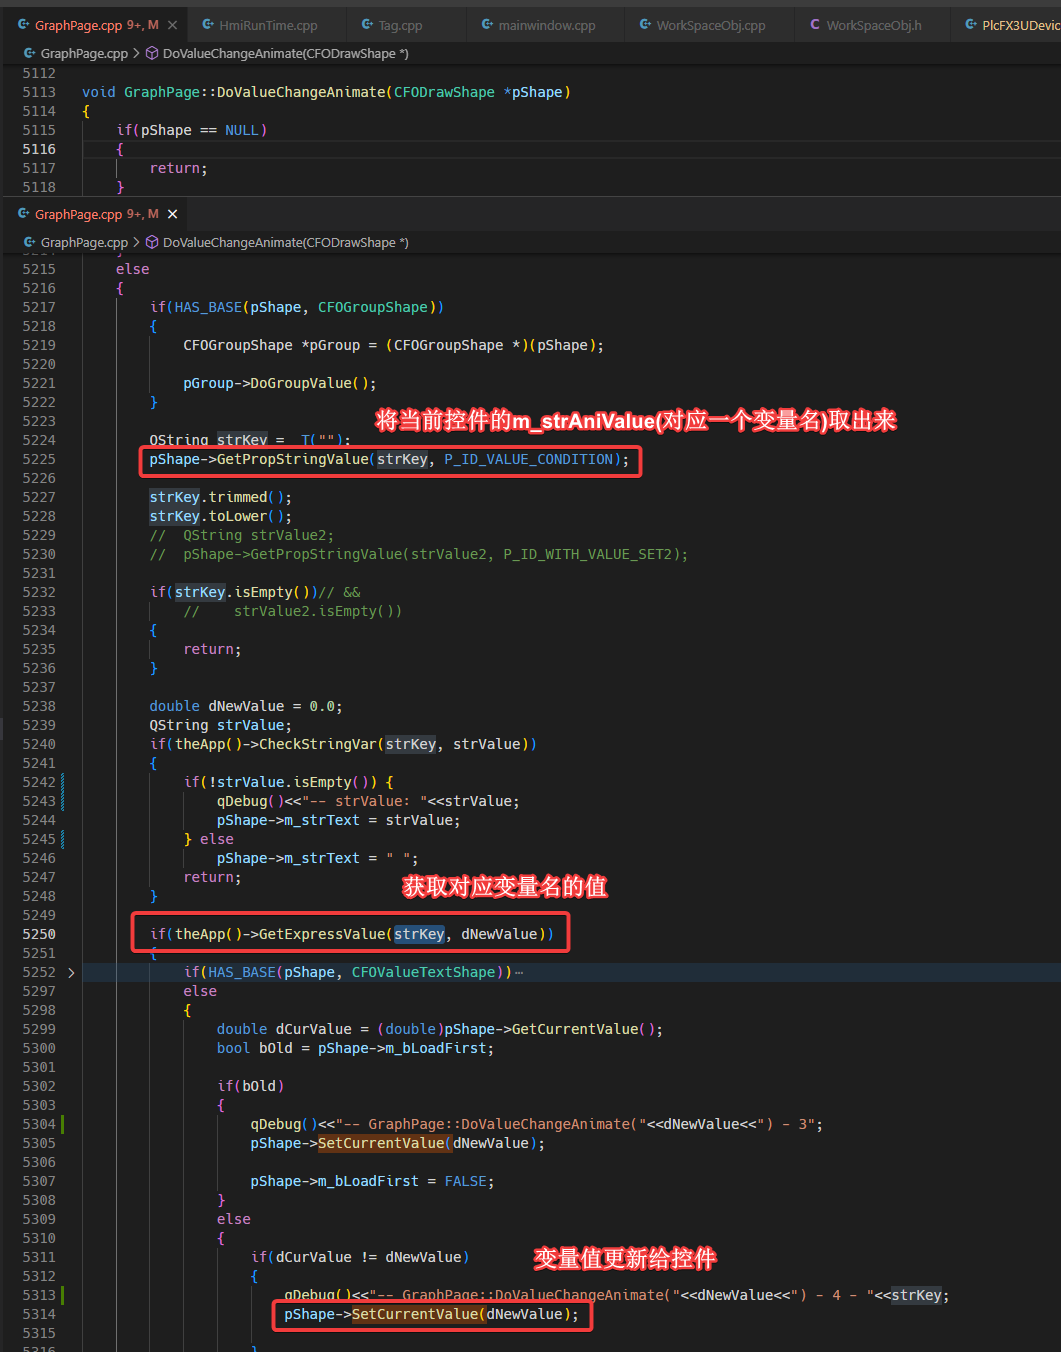 GraphPage.cpp 9+, M
HmiRunTime.cpp
Tag.cpp
mainwindow.cpp
WorkSpaceObj.cpp
WorkSpaceObj.h
PlcFX3UDevic
GraphPage.cpp > DoValueChangeAnimate(CFODrawShape *)
5112
5113 void GraphPage::DoValueChangeAnimate(CFODrawShape *pShape)
5114 {
5115 if(pShape == NULL)
5116 {
5117 return;
5118 }
GraphPage.cpp 9+, M
GraphPage.cpp > DoValueChangeAnimate(CFODrawShape *)
5215 else
5216 {
5217 if(HAS_BASE(pShape, CFOGroupShape))
5218 {
5219 CFOGroupShape *pGroup = (CFOGroupShape *)(pShape);
5220
5221 pGroup->DoGroupValue();
5222 }
5223
将当前控件的m_strAniValue(对应一个变量名)取出来
5224 QString strKey = _T("");
5225 pShape->GetPropStringValue(strKey, P_ID_VALUE_CONDITION);
5226
5227 strKey.trimmed();
5228 strKey.toLower();
5229 // QString strValue2;
5230 // pShape->GetPropStringValue(strValue2, P_ID_WITH_VALUE_SET2);
5231
5232 if(strKey.isEmpty())// &&
5233 // strValue2.isEmpty())
5234 {
5235 return;
5236 }
5237
5238 double dNewValue = 0.0;
5239 QString strValue;
5240 if(theApp()->CheckStringVar(strKey, strValue))
5241 {
5242 if(!strValue.isEmpty()) {
5243 qDebug()<<"-- strValue: "<<strValue;
5244 pShape->m_strText = strValue;
5245 } else
5246 pShape->m_strText = " ";
5247 return;
5248 }
获取对应变量名的值
5249
5250 if(theApp()->GetExpressValue(strKey, dNewValue))
5251 {
5252 if(HAS_BASE(pShape, CFOValueTextShape))⋯
5297 else
5298 {
5299 double dCurValue = (double)pShape->GetCurrentValue();
5300 bool bOld = pShape->m_bLoadFirst;
5301
5302 if(bOld)
5303 {
5304 qDebug()<<"-- GraphPage::DoValueChangeAnimate("<<dNewValue<<") - 3";
5305 pShape->SetCurrentValue(dNewValue);
5306
5307 pShape->m_bLoadFirst = FALSE;
5308 }
5309 else
5310 {
5311 if(dCurValue != dNewValue)
变量值更新给控件
5312 {
5313 qDebug()<<"-- GraphPage::DoValueChangeAnimate("<<dNewValue<<") - 4 - "<<strKey;
5314 pShape->SetCurrentValue(dNewValue);
5315
5316 }